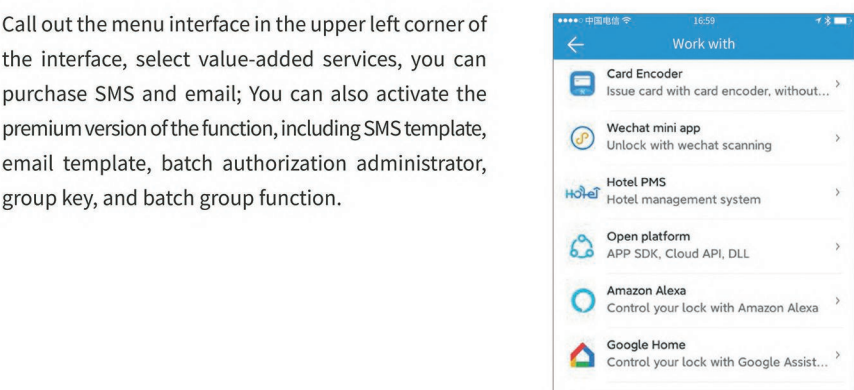 Call out the menu interface in the upper left corner of
the interface, select value-added services, you can
purchase SMS and email; You can also activate the
premium version of the function, including SMS template,
email template, batch authorization administrator,
group key, and batch group function.
中国电信 16:59
Work with
Card Encoder
Issue card with card encoder, without...
Wechat mini app
Unlock with wechat scanning
HOTEL
Hotel PMS
Hotel management system
Open platform
APP SDK, Cloud API, DLL
Amazon Alexa
Control your lock with Amazon Alexa
Google Home
Control your lock with Google Assist...